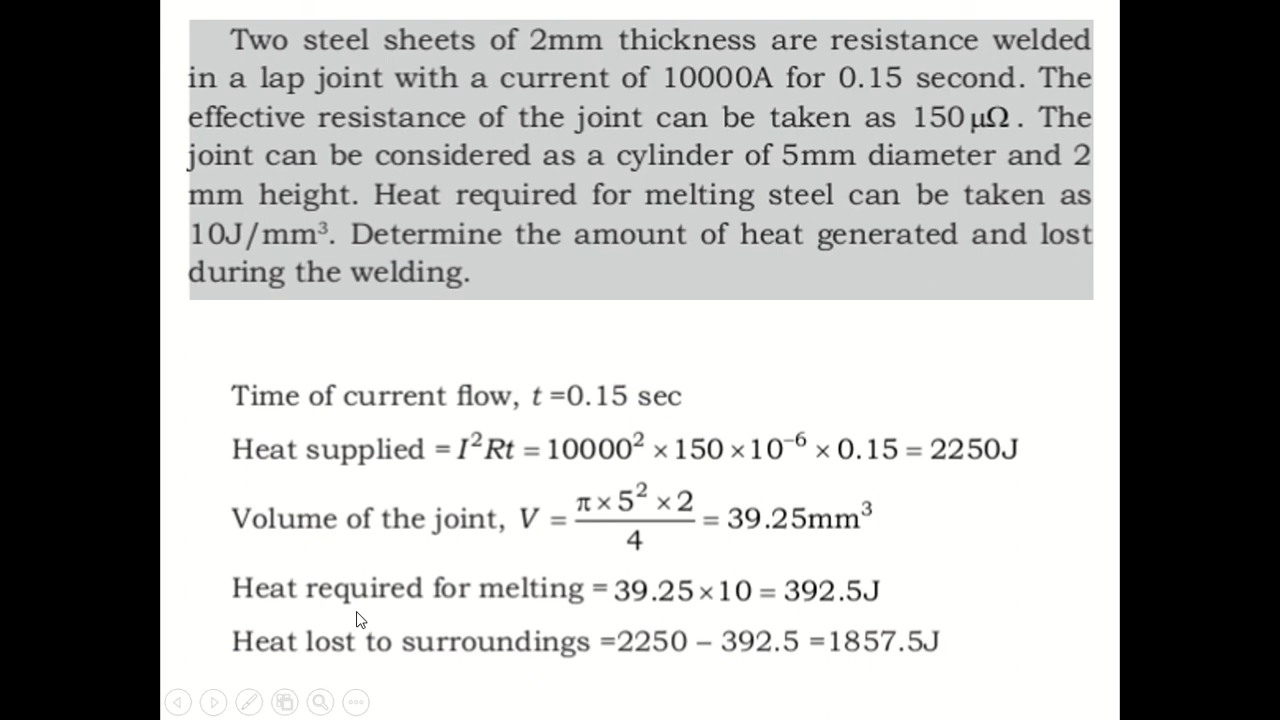 Two steel sheets of 2mm thickness are resistance welded
in a lap joint with a current of 10000A for 0.15 second. The
effective resistance of the joint can be taken as 150 µΩ. The
joint can be considered as a cylinder of 5mm diameter and 2
mm height. Heat required for melting steel can be taken as
10J/mm³. Determine the amount of heat generated and lost
during the welding.
Time of current flow, t =0.15 sec
Heat supplied = I²Rt = 10000² × 150 × 10⁻⁶ × 0.15 = 2250J
Volume of the joint, V = (π × 5² × 2) / 4 = 39.25mm³
Heat required for melting = 39.25 × 10 = 392.5J
Heat lost to surroundings =2250 – 392.5 =1857.5J